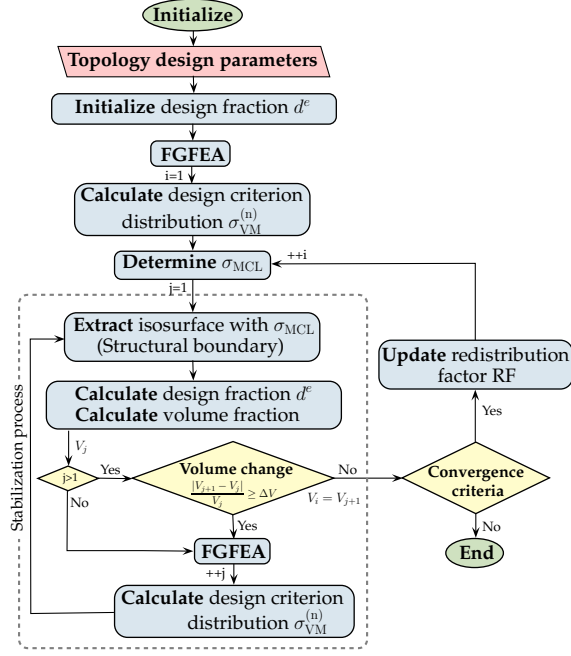 Initialize
Topology design parameters
Initialize design fraction dᵉ
FGFEA
i=1
Calculate design criterion
distribution σ_VM^(n)
Determine σ_MCL
++i
j=1
Extract isosurface with σ_MCL
(Structural boundary)
Update redistribution
factor RF
Calculate design fraction dᵉ
Calculate volume fraction
Stabilization process
V_j
Yes
j>1
Yes
Volume change
|V_{j+1} − V_j| / V_j ≥ ΔV
No
V_i = V_{j+1}
Convergence
criteria
No
Yes
No
FGFEA
End
++j
Calculate design criterion
distribution σ_VM^(n)